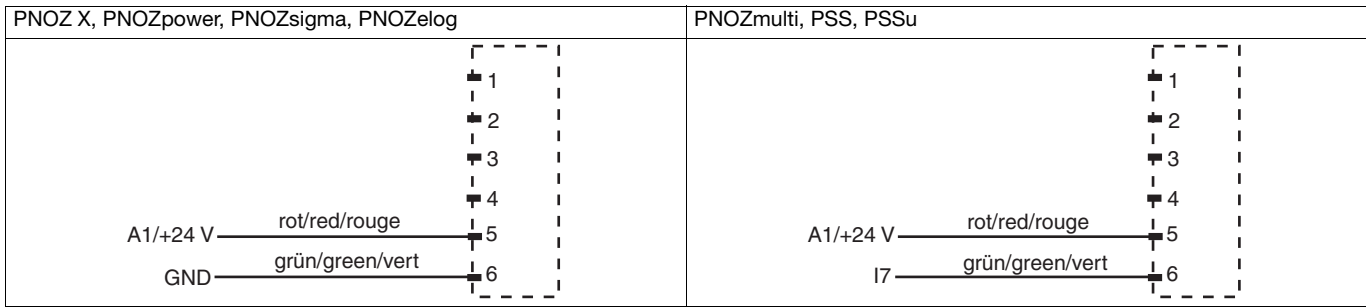 PNOZ X, PNOZpower, PNOZsigma, PNOZelog
1
2
3
4
A1/+24 V rot/red/rouge 5
GND grün/green/vert 6
PNOZmulti, PSS, PSSu
1
2
3
4
A1/+24 V rot/red/rouge 5
I7 grün/green/vert 6